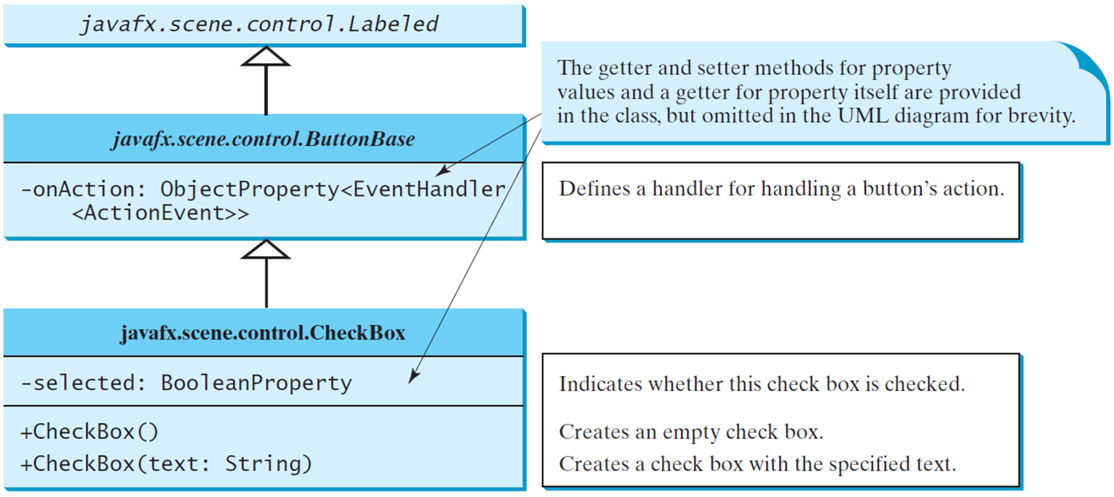 javafx.scene.control.Labeled
The getter and setter methods for property
values and a getter for property itself are provided
in the class, but omitted in the UML diagram for brevity.
javafx.scene.control.ButtonBase
-onAction: ObjectProperty<EventHandler
<ActionEvent>>
Defines a handler for handling a button’s action.
javafx.scene.control.CheckBox
-selected: BooleanProperty
Indicates whether this check box is checked.
+CheckBox()
Creates an empty check box.
+CheckBox(text: String)
Creates a check box with the specified text.